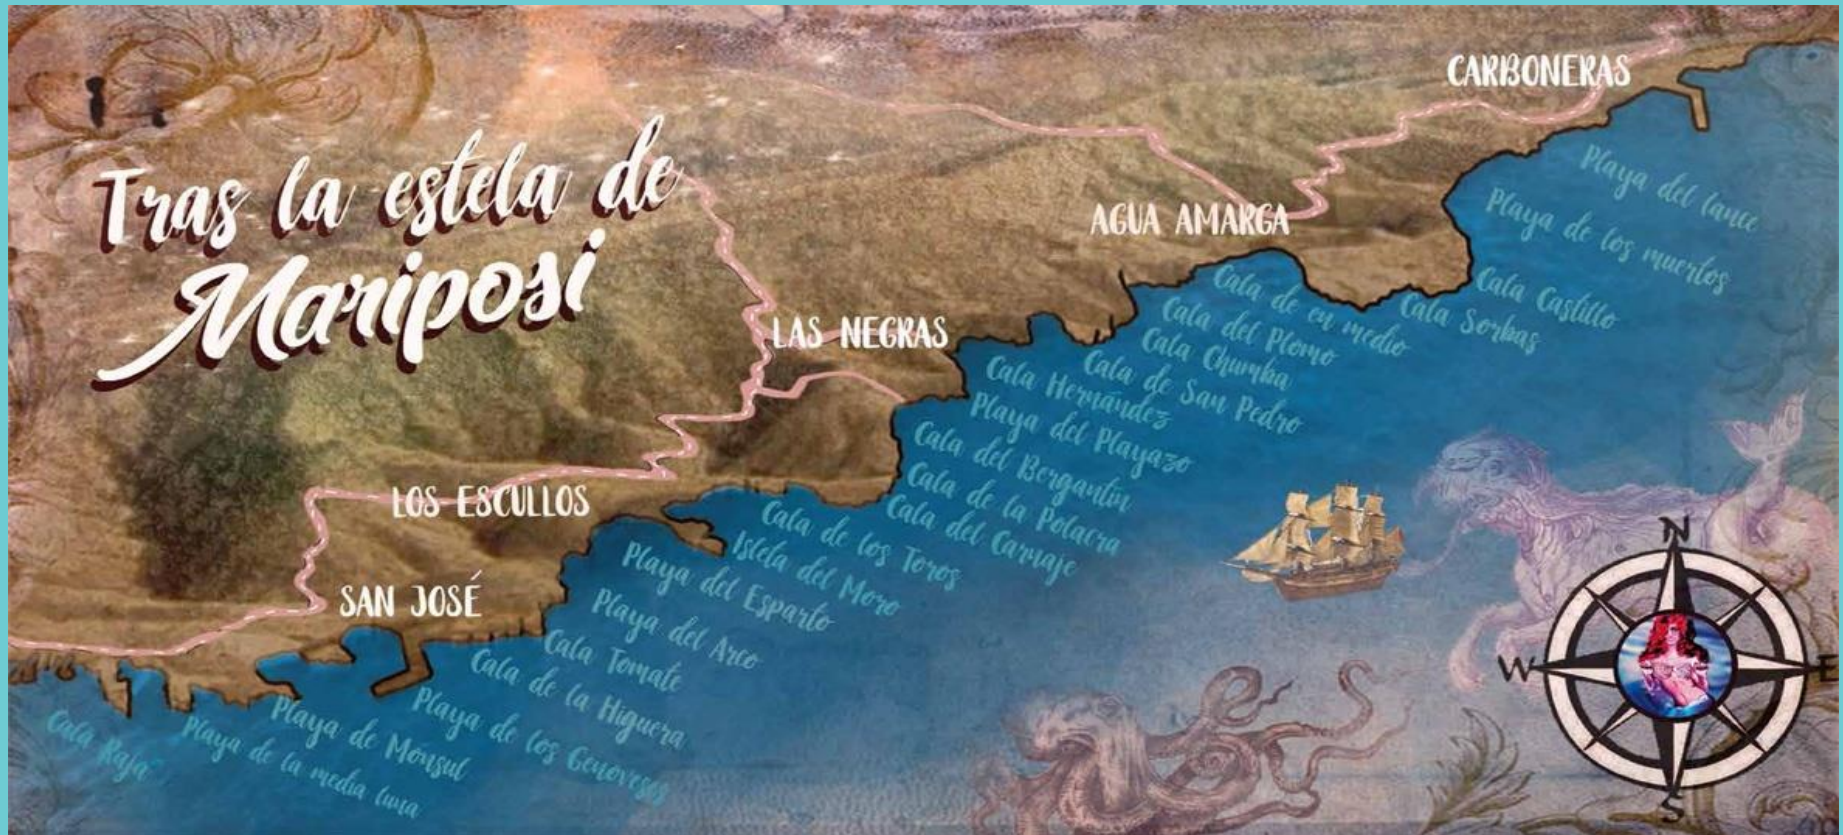 Tras la estela de
Mariposi
CARBONERAS
AGUA AMARGA
LAS NEGRAS
LOS ESCULLOS
SAN JOSÉ
Playa del lance
Playa de los muertos
Cala Castillo
Cala Sorbas
Cala de en medio
Cala del Plomo
Cala Chumba
Cala de San Pedro
Cala Hernández
Playa del Playazo
Cala del Bergantín
Cala de la Polacra
Cala del Carnaje
Cala de los Toros
Isleta del Moro
Playa del Esparto
Playa del Arco
Cala Tomate
Cala de la Higuera
Playa de los Genoveses
Playa de Monsul
Playa de la media luna
Cala Rajá
N
W
E
S